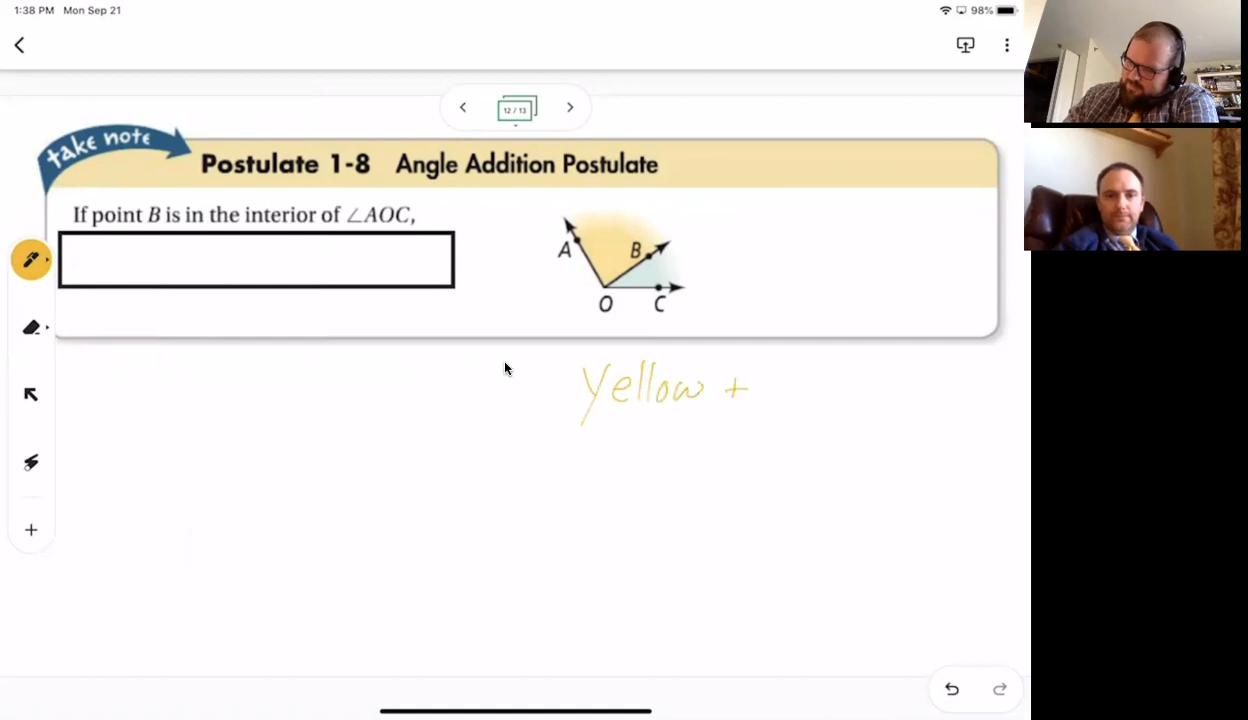 1:38 PM Mon Sep 21
98%
12 / 13
take note
Postulate 1-8 Angle Addition Postulate
If point B is in the interior of ∠AOC,
A
B
O
C
Yellow +